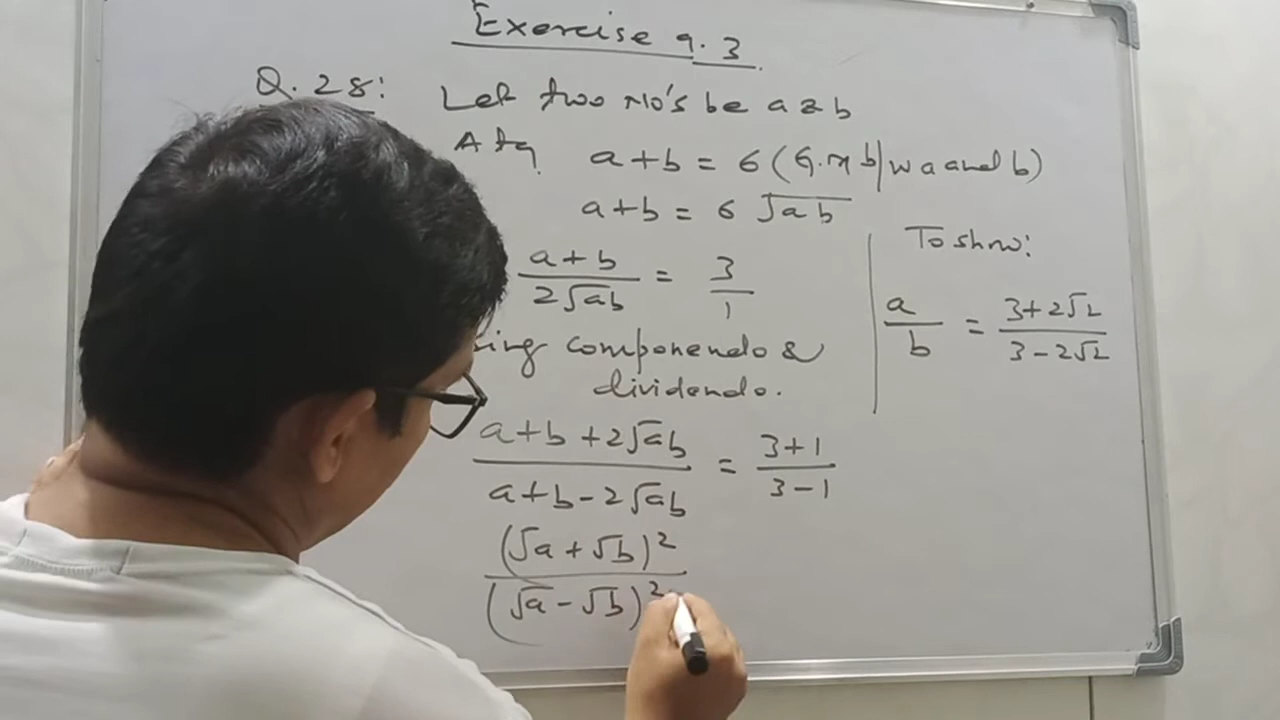 Exercise 9.3
Q. 28: Let two No's be a & b
Atq a+b = 6 (G.M b/w a and b)
a+b = 6 √ab
(a+b)/(2√ab) = 3/1
componendo &
dividendo.
(a+b+2√ab)/(a+b-2√ab) = (3+1)/(3-1)
(√a+√b)²/(√a-√b)²
To show:
a/b = (3+2√2)/(3-2√2)